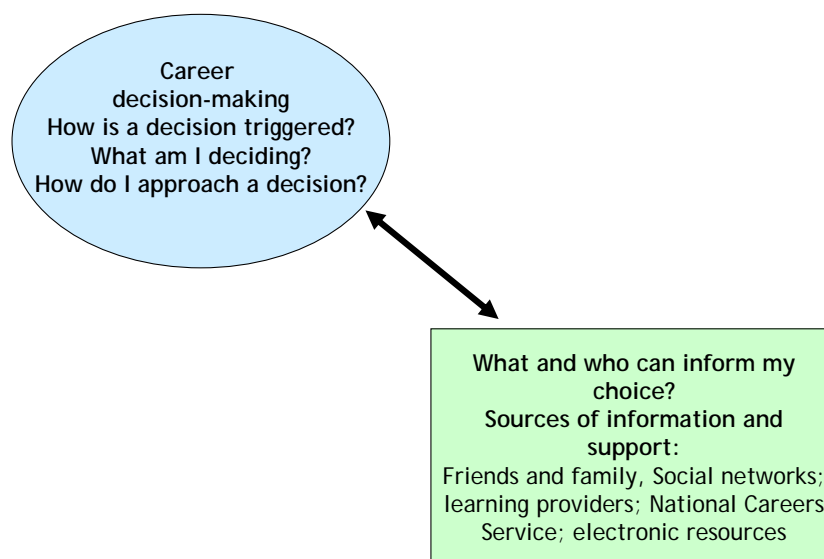 Career
decision-making
How is a decision triggered?
What am I deciding?
How do I approach a decision?
What and who can inform my
choice?
Sources of information and
support:
Friends and family, Social networks;
learning providers; National Careers
Service; electronic resources